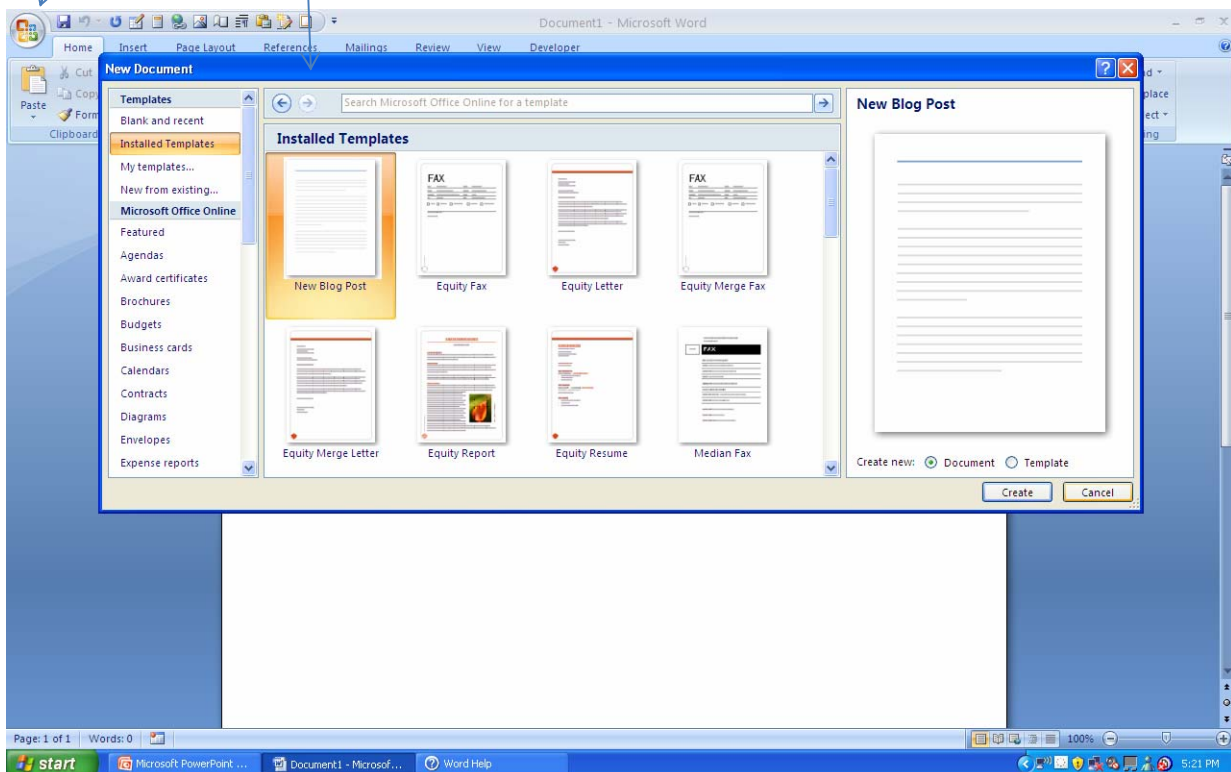 Document1 - Microsoft Word
Home Insert Page Layout References Mailings Review View Developer
Cut
Paste
Clipboard
New Document
Templates
Blank and recent
Installed Templates
My templates...
New from existing...
Microsoft Office Online
Featured
Agendas
Award certificates
Brochures
Budgets
Business cards
Calendars
Contracts
Diagrams
Envelopes
Expense reports
Search Microsoft Office Online for a template
Installed Templates
FAX
FAX
New Blog Post Equity Fax Equity Letter Equity Merge Fax
FAX
Equity Merge Letter Equity Report Equity Resume Median Fax
New Blog Post
Create new: Document Template
Create Cancel
Page: 1 of 1 Words: 0
100%
start Microsoft PowerPoint ... Document1 - Microsof... Word Help 5:21 PM